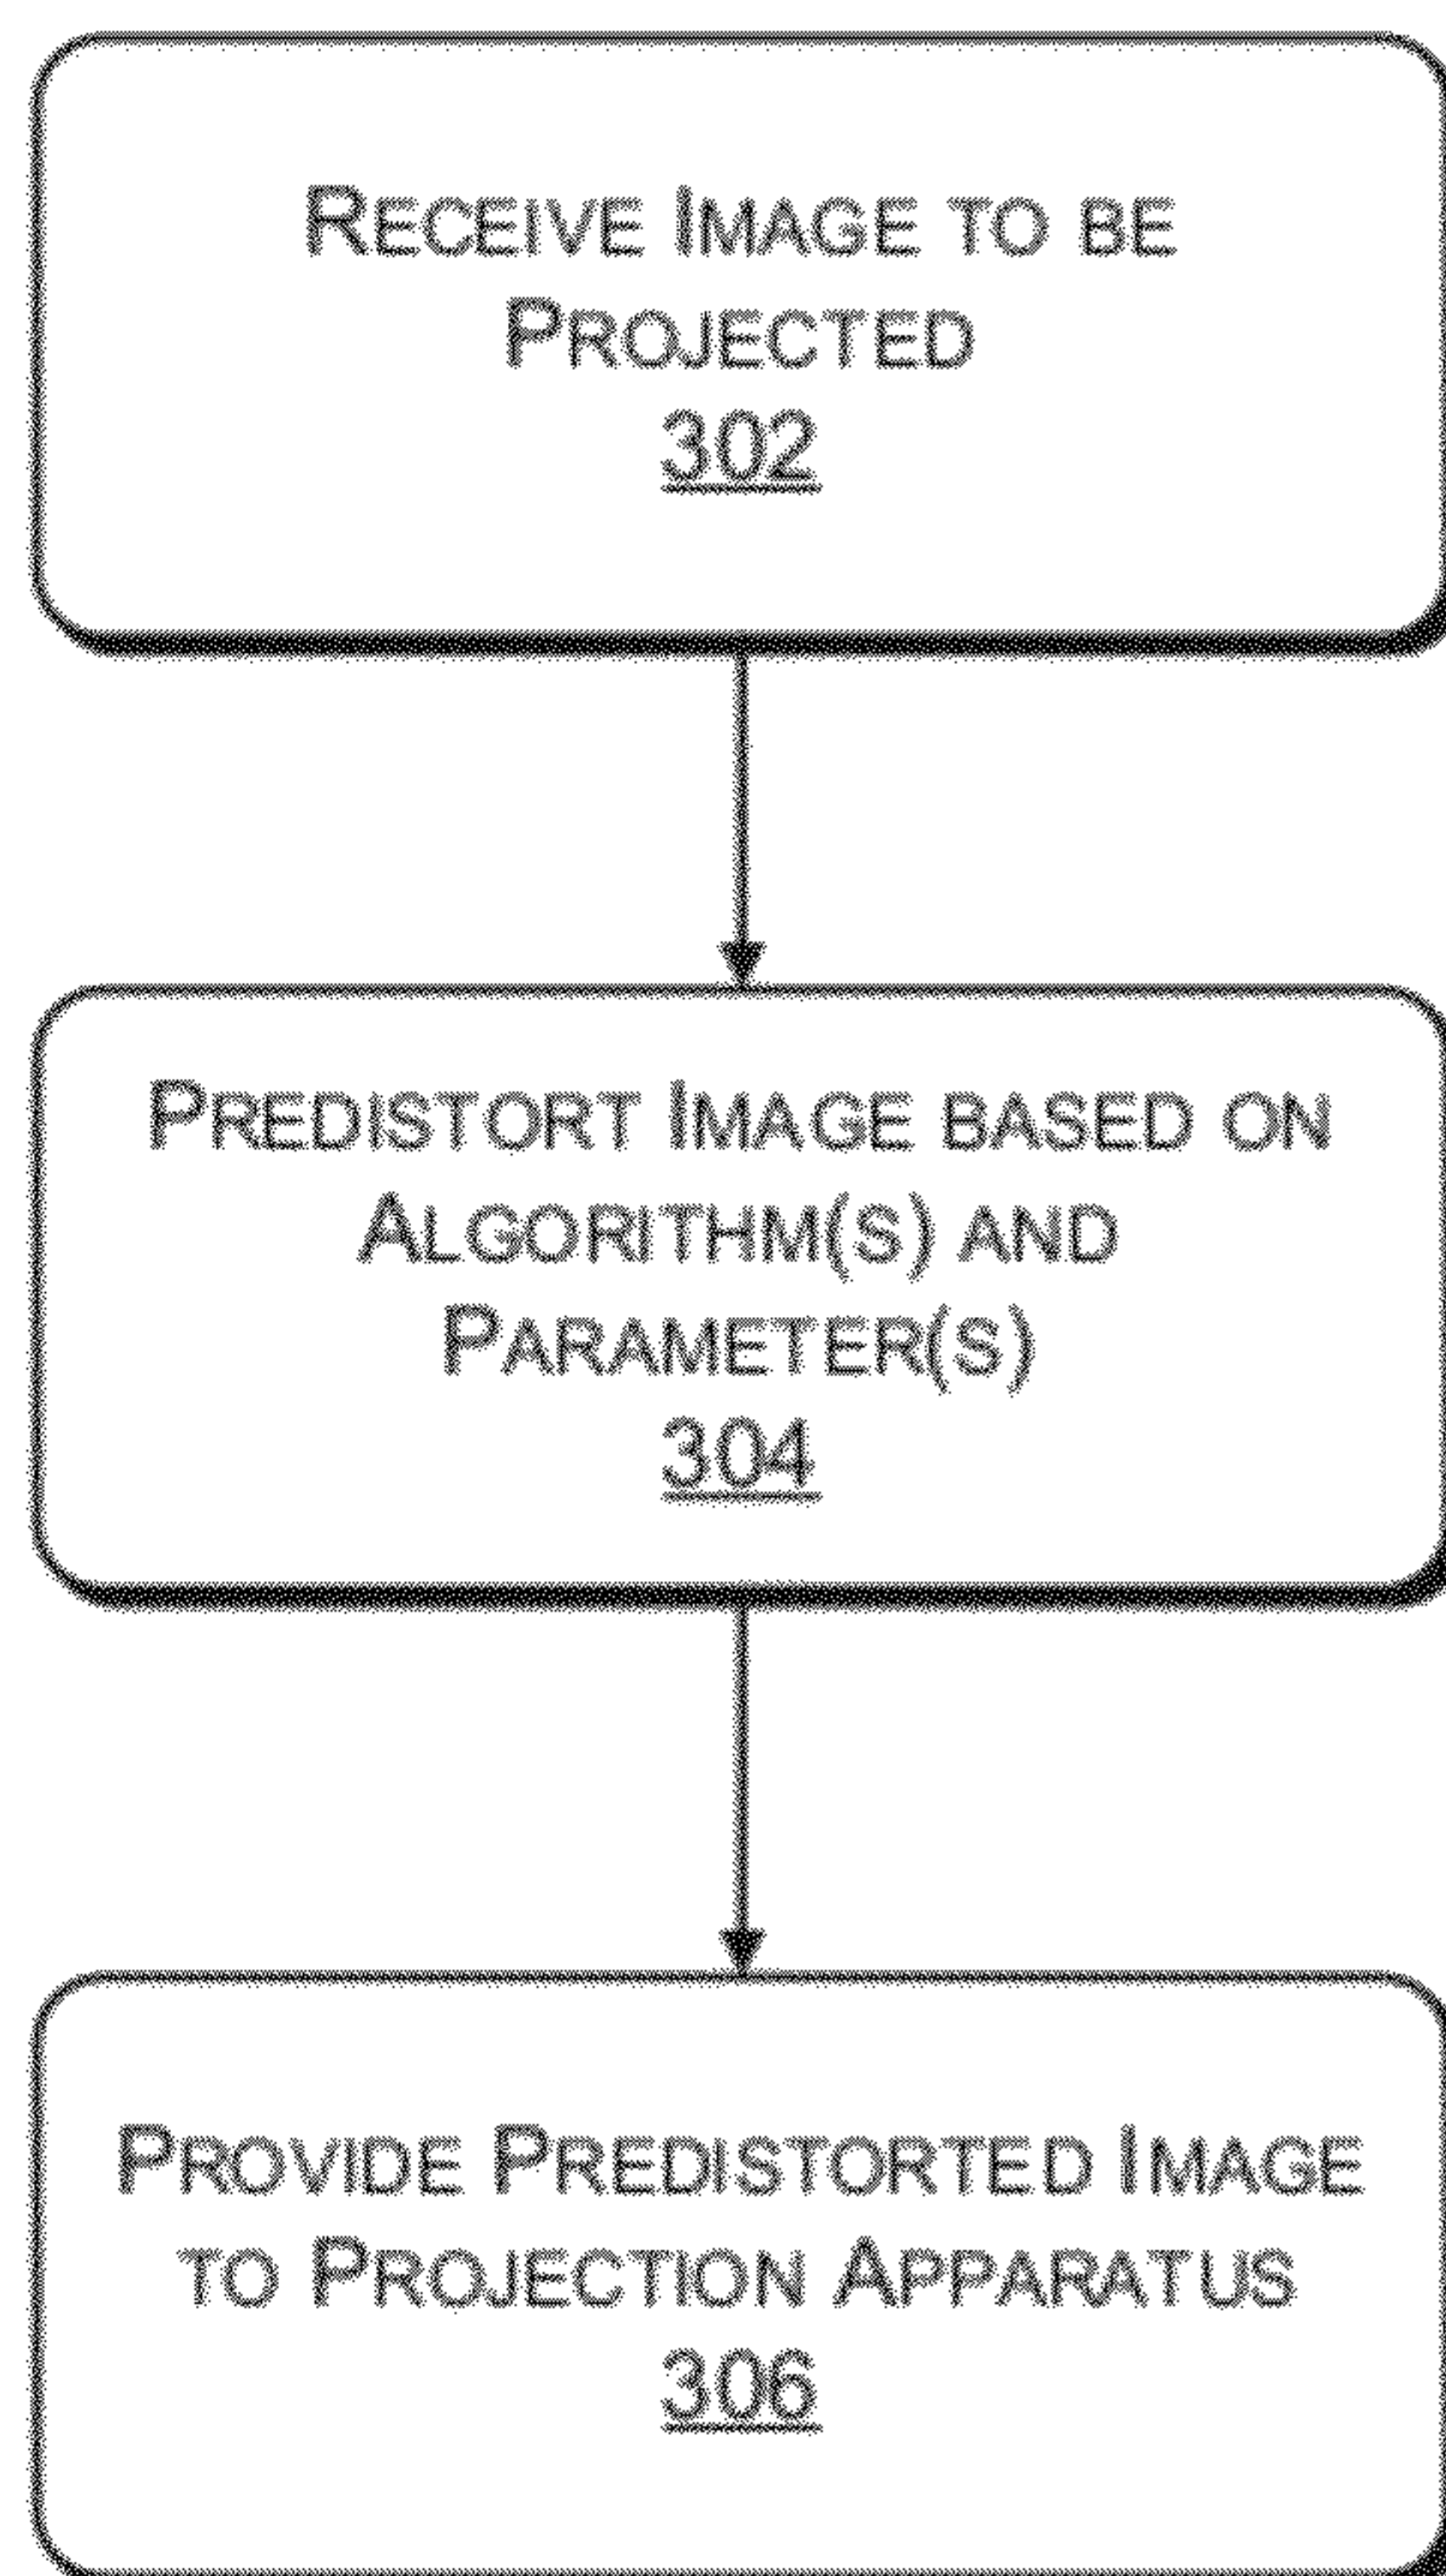 RECEIVE IMAGE TO BE
PROJECTED
302
PREDISTORT IMAGE BASED ON
ALGORITHM(S) AND
PARAMETER(S)
304
PROVIDE PREDISTORTED IMAGE
TO PROJECTION APPARATUS
306